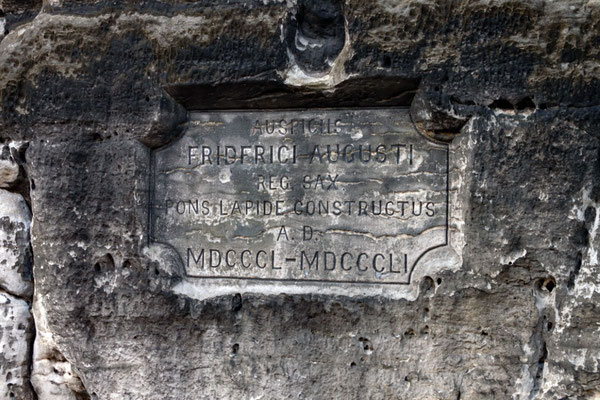 AUSPICIIS
FRIDERICI AUGUSTI
REG. SAX.
PONS LAPIDE CONSTRUCTUS
A. D.
MDCCCL-MDCCCLI